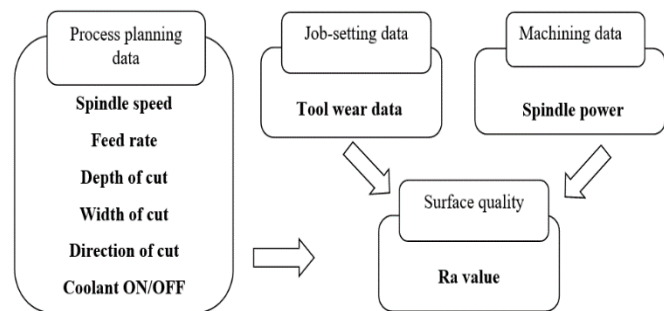 Process planning
data
Spindle speed
Feed rate
Depth of cut
Width of cut
Direction of cut
Coolant ON/OFF
Job-setting data
Tool wear data
Machining data
Spindle power
Surface quality
Ra value